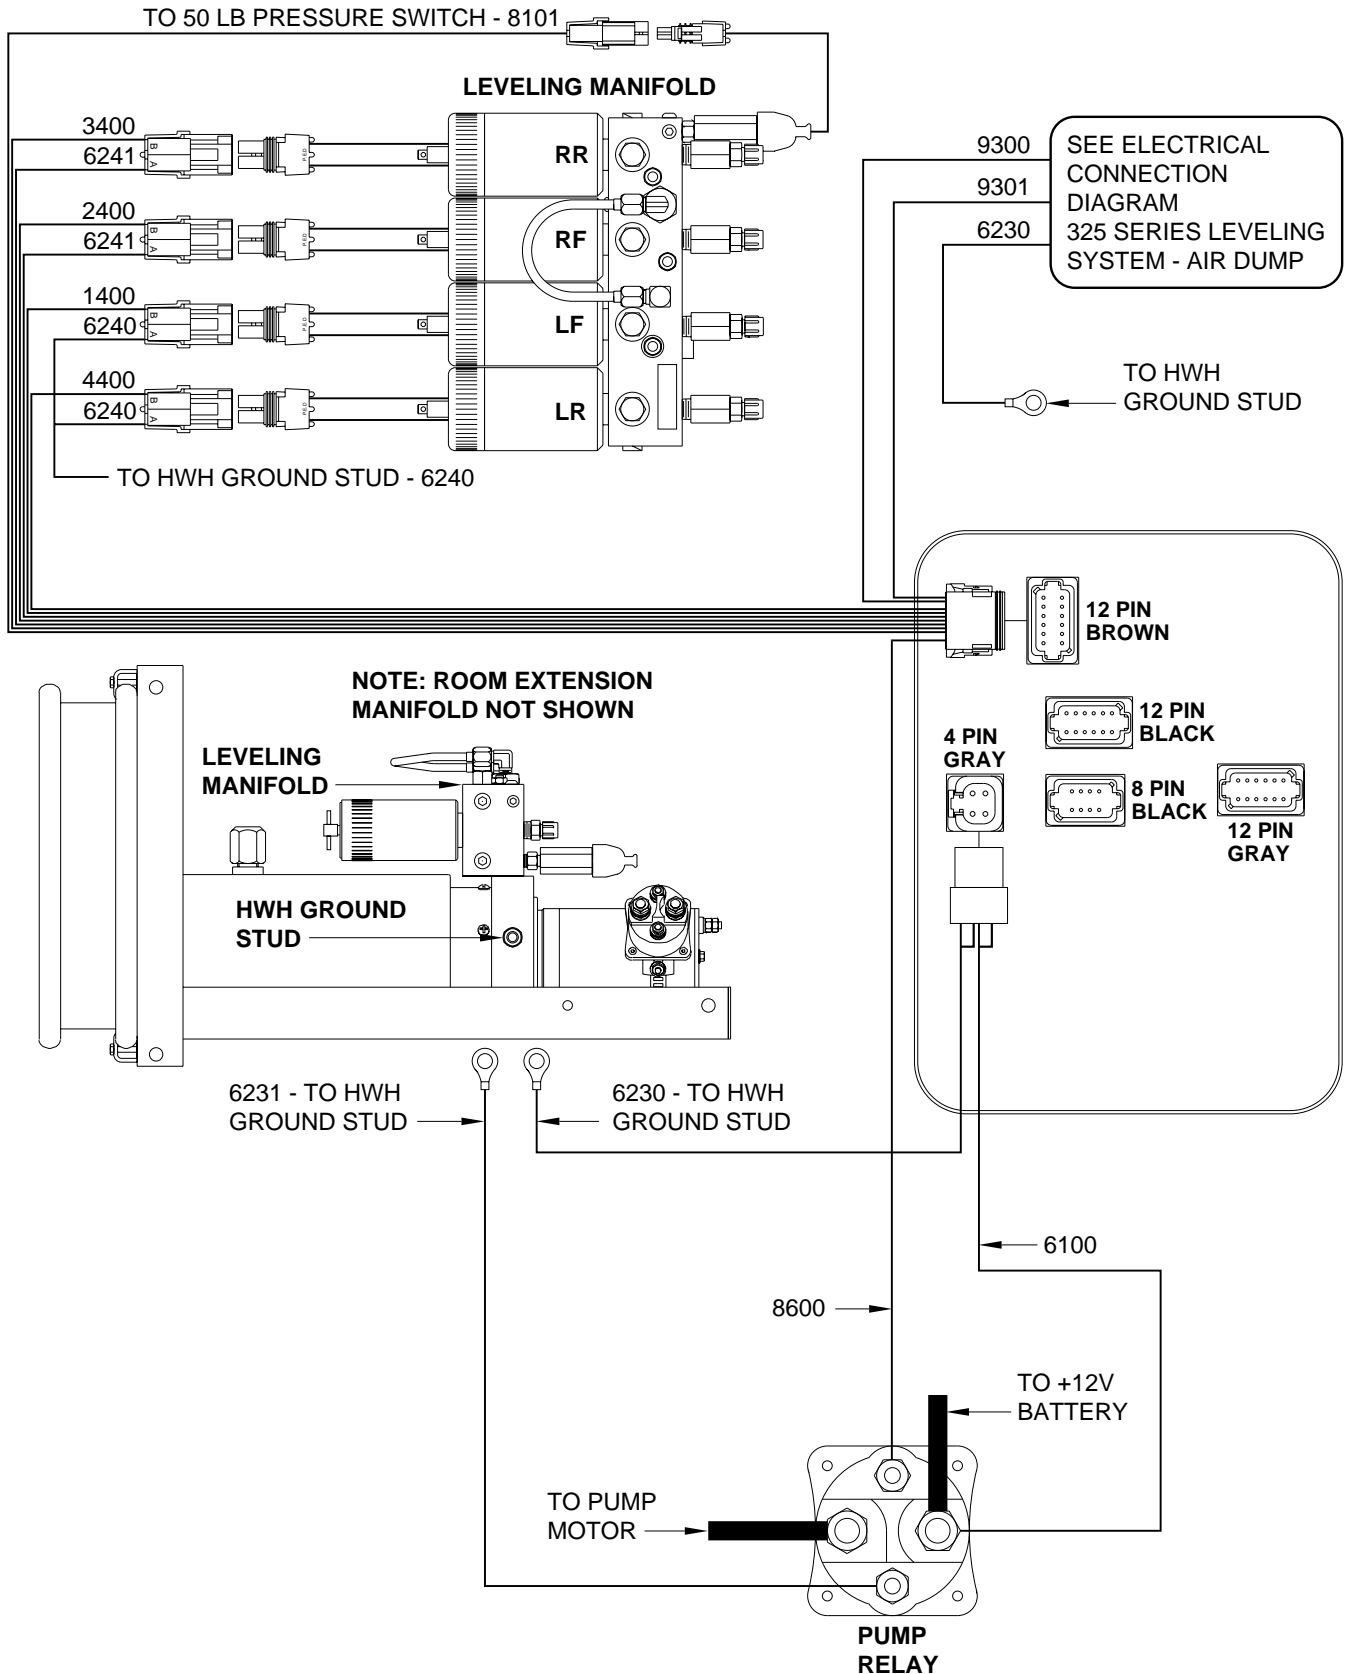 TO 50 LB PRESSURE SWITCH - 8101
LEVELING MANIFOLD
3400
6241
B
A
P.E.D
RR
2400
6241
B
A
P.E.D
RF
1400
6240
B
A
P.E.D
LF
4400
6240
B
A
P.E.D
LR
TO HWH GROUND STUD - 6240
9300
9301
6230
SEE ELECTRICAL
CONNECTION
DIAGRAM
325 SERIES LEVELING
SYSTEM - AIR DUMP
TO HWH
GROUND STUD
12 PIN
BROWN
12 PIN
BLACK
4 PIN
GRAY
8 PIN
BLACK
12 PIN
GRAY
NOTE: ROOM EXTENSION
MANIFOLD NOT SHOWN
LEVELING
MANIFOLD
HWH GROUND
STUD
6231 - TO HWH
GROUND STUD
6230 - TO HWH
GROUND STUD
6100
8600
TO +12V
BATTERY
TO PUMP
MOTOR
PUMP
RELAY